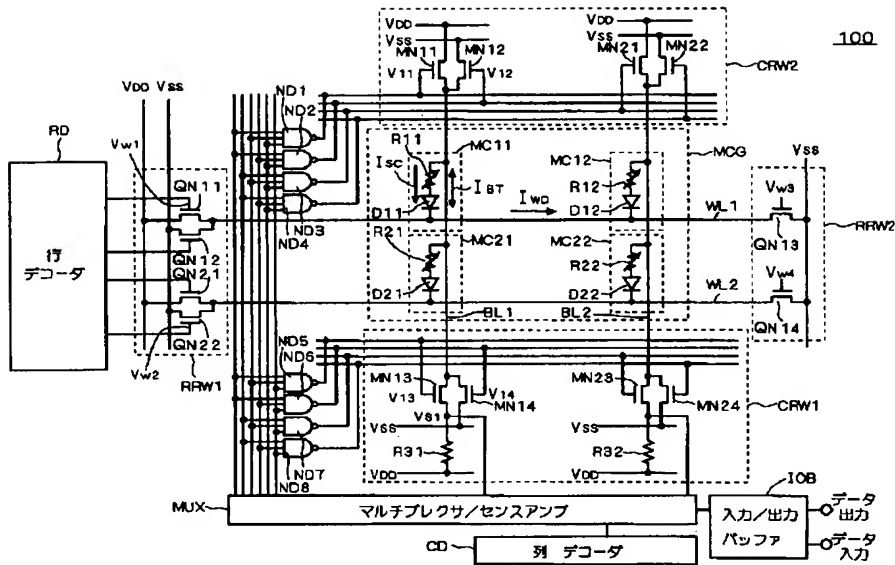 100
VDD
VSS
MN11
MN12
V11
V12
VDD
VSS
MN21
MN22
CRW2
VDD
VSS
ND1
ND2
ND3
ND4
RD
行
デコーダ
Vw1
QN11
QN12
QN21
QN22
Vw2
RRW1
MC11
R11
ISC
IBT
D11
IWD
MC12
R12
D12
MCG
WL1
VSS
Vw3
QN13
RRW2
MC21
R21
D21
MC22
R22
D22
WL2
Vw4
QN14
BL1
BL2
ND5
ND6
ND7
ND8
MN13
V13
V14
MN14
VS1
VSS
R31
VDD
MN23
MN24
VSS
R32
VDD
CRW1
MUX
マルチプレクサ/センスアンプ
CD
列 デコーダ
IOB
入力/出力
バッファ
データ
出力
データ
入力